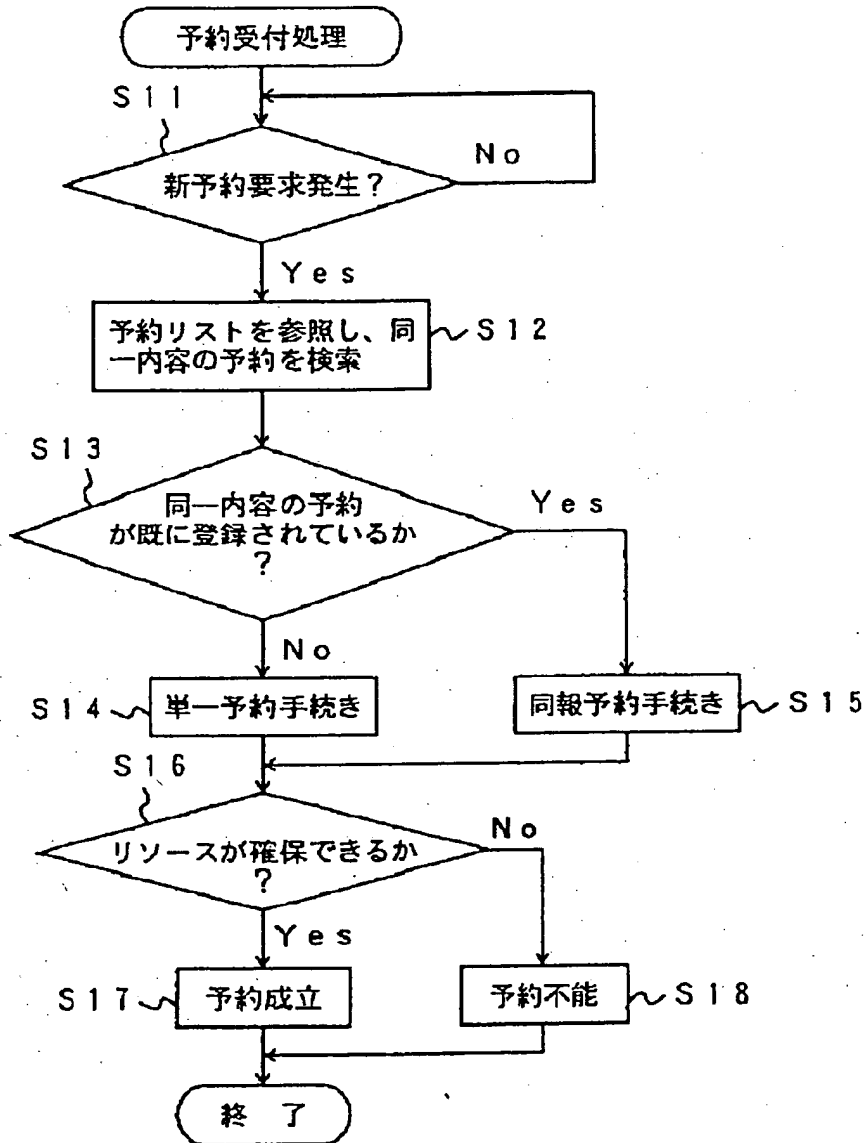 予約受付処理
S11
新予約要求発生？
No
Yes
予約リストを参照し、同
一内容の予約を検索
S12
S13
同一内容の予約
が既に登録されているか
？
Yes
No
S14
単一予約手続き
同報予約手続き
S15
S16
リソースが確保できるか
？
No
Yes
S17
予約成立
予約不能
S18
終了